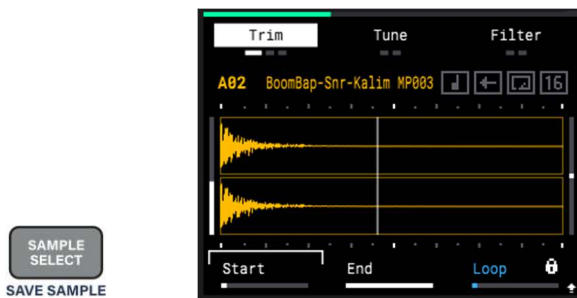 Trim Tune Filter
A02 BoomBap-Snr-Kalim MP003 16
SAMPLE
SELECT
SAVE SAMPLE
Start End Loop